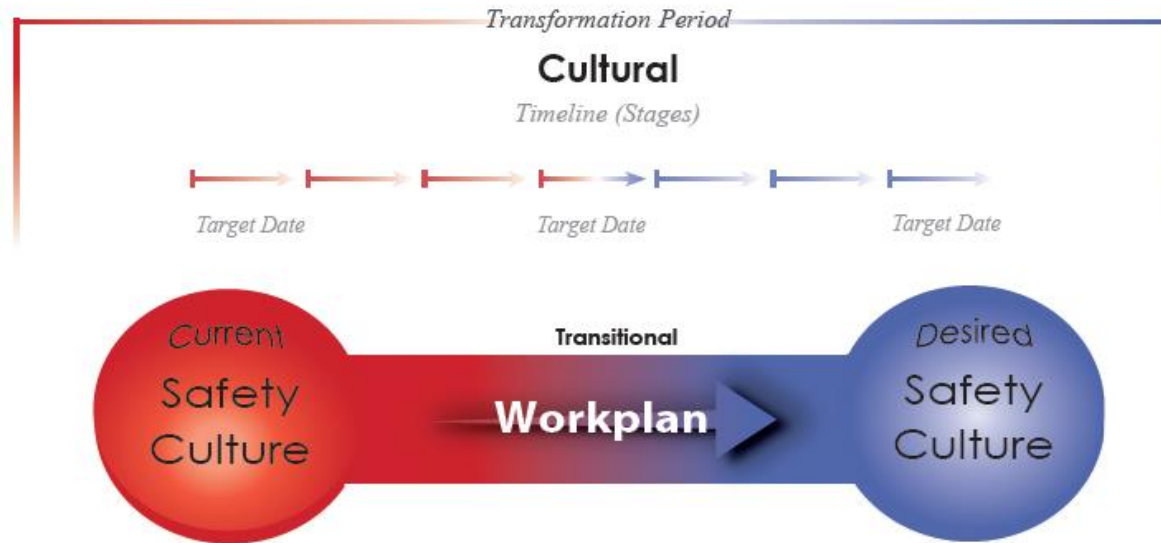 Transformation Period
Cultural
Timeline (Stages)
Target Date
Target Date
Target Date
Current
Safety
Culture
Transitional
Workplan
Desired
Safety
Culture